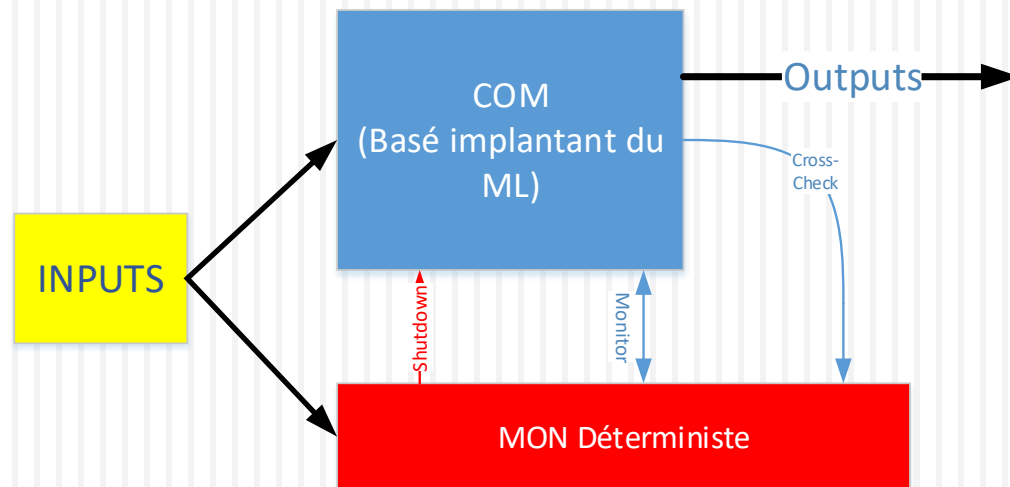 COM
(Basé implantant du
ML)
Outputs
Cross-
Check
INPUTS
Shutdown
Monitor
MON Déterministe